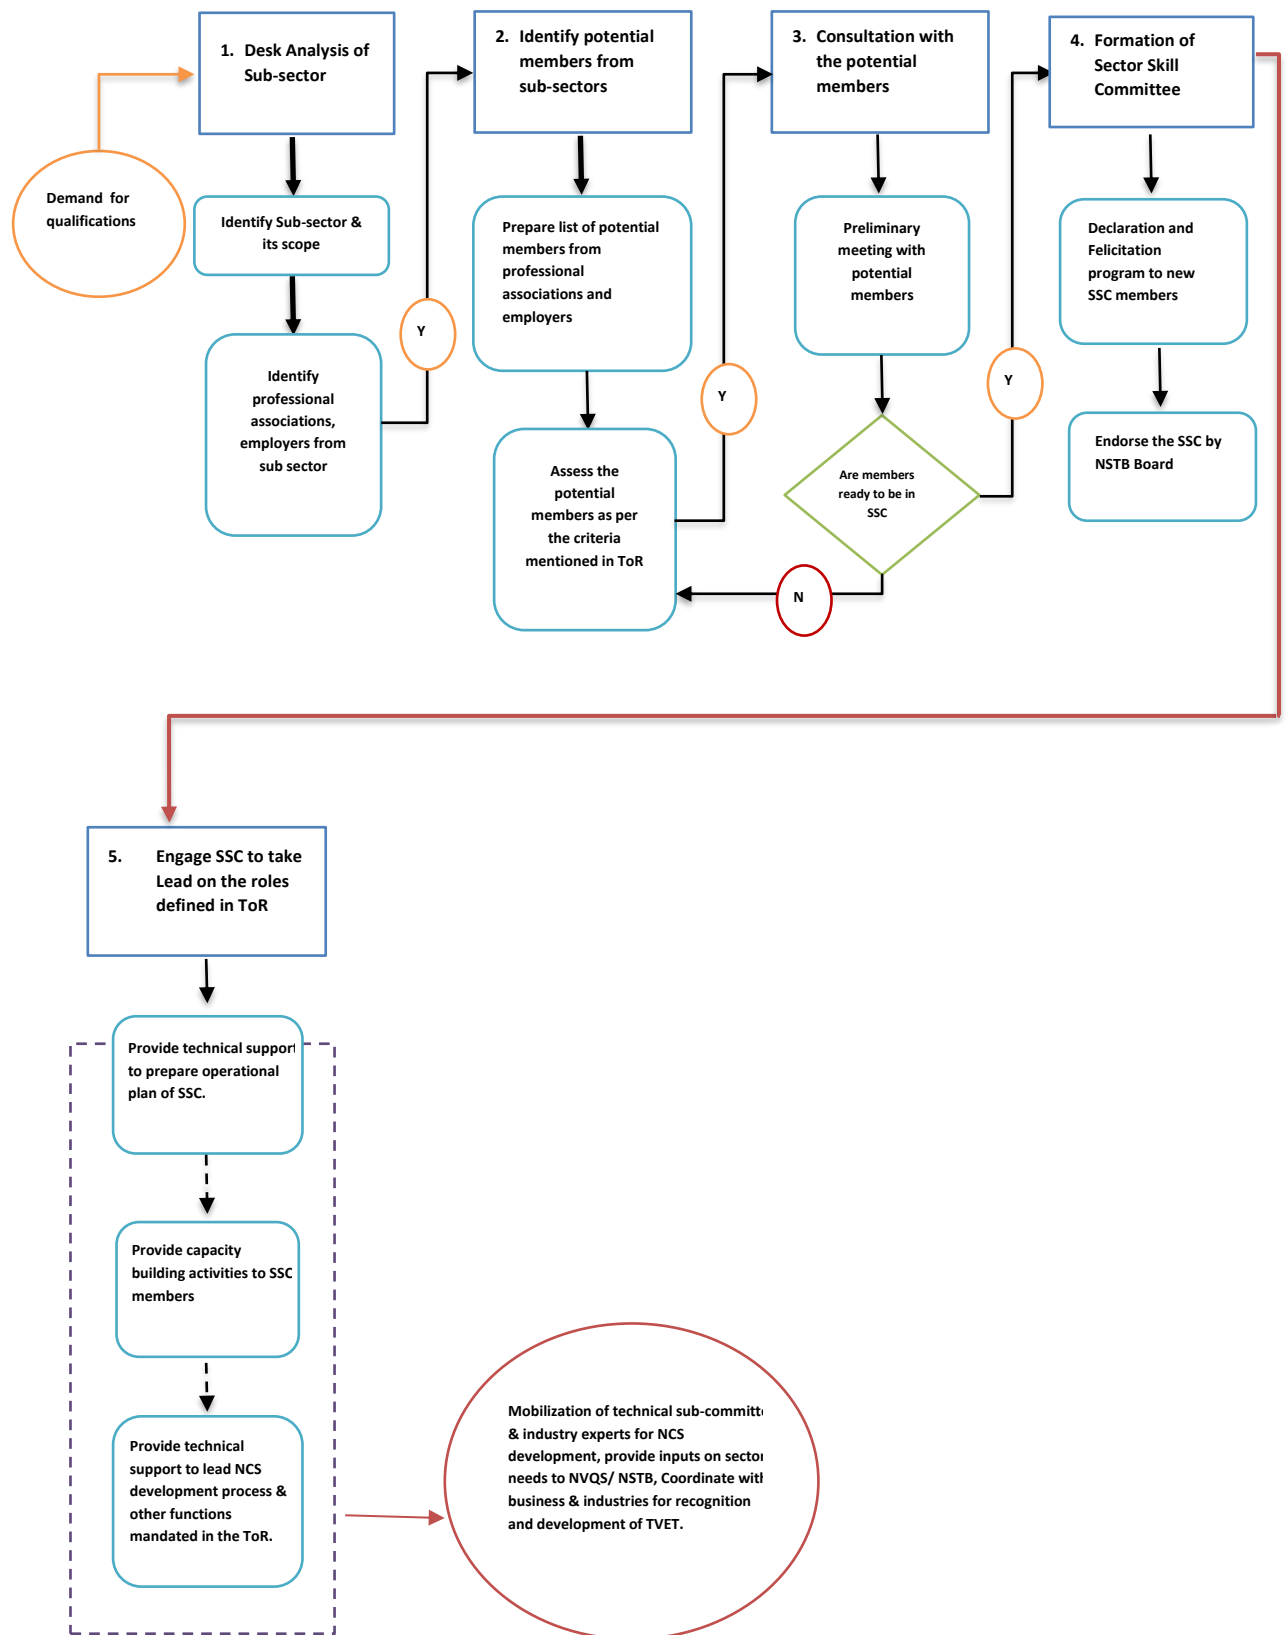 Demand for
qualifications
1. Desk Analysis of
Sub-sector
Identify Sub-sector &
its scope
Identify
professional
associations,
employers from
sub sector
Y
2. Identify potential
members from
sub-sectors
Prepare list of potential
members from
professional
associations and
employers
Assess the
potential
members as per
the criteria
mentioned in ToR
Y
3. Consultation with
the potential
members
Preliminary
meeting with
potential
members
Are members
ready to be in
SSC
N
Y
4. Formation of
Sector Skill
Committee
Declaration and
Felicitation
program to new
SSC members
Endorse the SSC by
NSTB Board
5. Engage SSC to take
Lead on the roles
defined in ToR
Provide technical support
to prepare operational
plan of SSC.
Provide capacity
building activities to SSC
members
Provide technical
support to lead NCS
development process &
other functions
mandated in the ToR.
Mobilization of technical sub-committe
& industry experts for NCS
development, provide inputs on sector
needs to NVQS/ NSTB, Coordinate with
business & industries for recognition
and development of TVET.